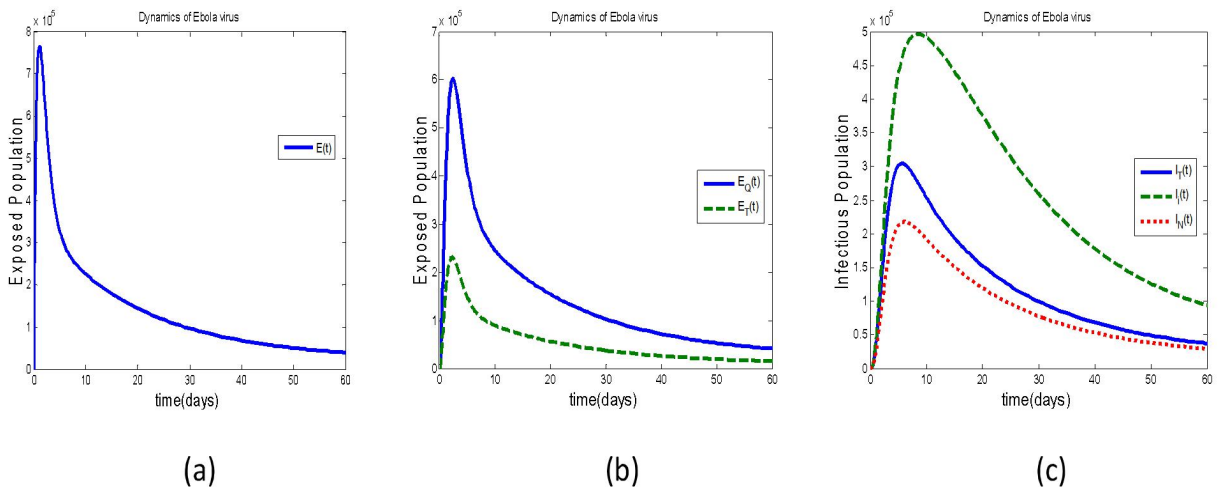 Dynamics of Ebola virus
× 10^5
Exposed Population
8
7
6
5
4
3
2
1
0
0 10 20 30 40 50 60
time(days)
E(t)
(a)
Dynamics of Ebola virus
× 10^5
Exposed Population
7
6
5
4
3
2
1
0
0 10 20 30 40 50 60
time(days)
E_Q(t)
E_T(t)
(b)
Dynamics of Ebola virus
× 10^5
Infectious Population
5
4.5
4
3.5
3
2.5
2
1.5
1
0.5
0
0 10 20 30 40 50 60
time(days)
I_T(t)
I_I(t)
I_N(t)
(c)